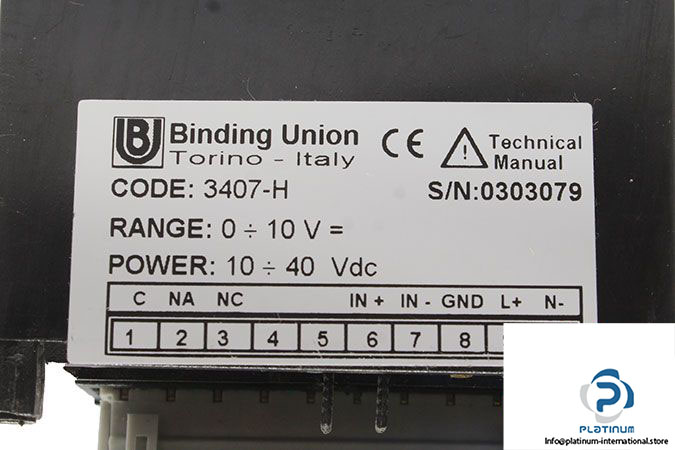 BU Binding Union CE Technical
Torino - Italy Manual
CODE: 3407-H S/N:0303079
RANGE: 0 ÷ 10 V =
POWER: 10 ÷ 40 Vdc
C NA NC IN + IN - GND L+ N-
1 2 3 4 5 6 7 8
PLATINUM
Info@platinum-international.store